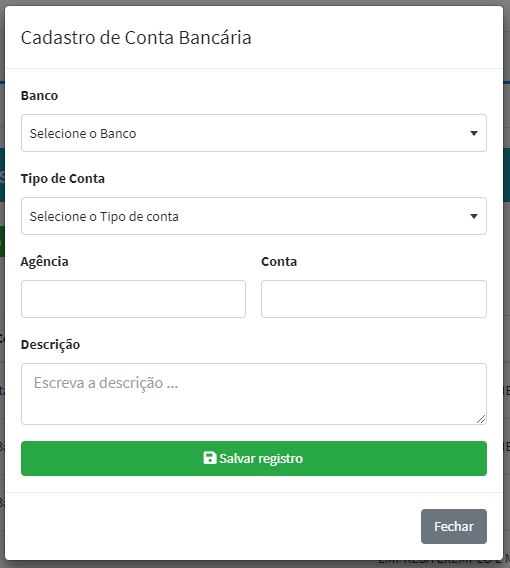 Cadastro de Conta Bancária
Banco
Selecione o Banco
Tipo de Conta
Selecione o Tipo de conta
Agência
Conta
Descrição
Escreva a descrição ...
Salvar registro
Fechar